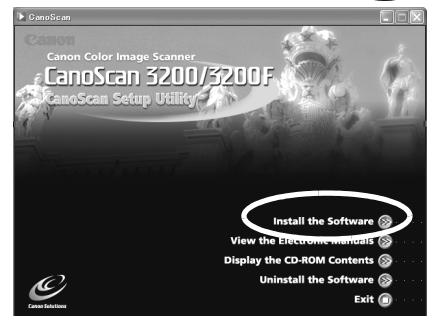 CanoScan
Canon
Canon Color Image Scanner
CanoScan 3200/3200F
CanoScan Setup Utility
Install the Software
View the Electronic Manuals
Display the CD-ROM Contents
Uninstall the Software
Exit
Canon Solutions